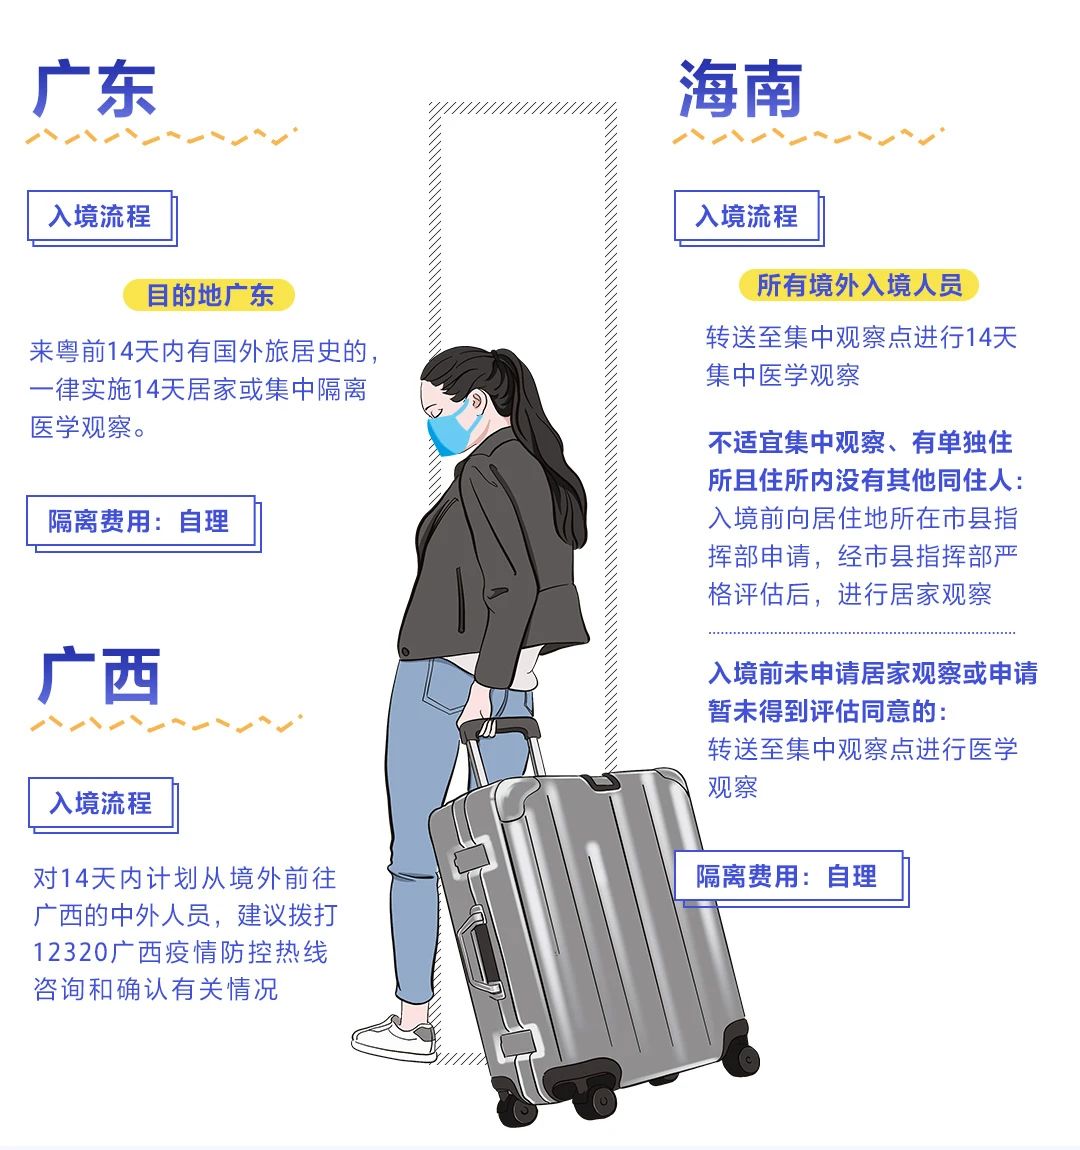 广东
入境流程
目的地广东
来粤前14天内有国外旅居史的，
一律实施14天居家或集中隔离
医学观察。
隔离费用：自理
广西
入境流程
对14天内计划从境外前往
广西的中外人员，建议拨打
12320广西疫情防控热线
咨询和确认有关情况
海南
入境流程
所有境外入境人员
转送至集中观察点进行14天
集中医学观察
不适宜集中观察、有单独住
所且住所内没有其他同住人：
入境前向居住地所在市县指
挥部申请，经市县指挥部严
格评估后，进行居家观察
入境前未申请居家观察或申请
暂未得到评估同意的：
转送至集中观察点进行医学
观察
隔离费用：自理